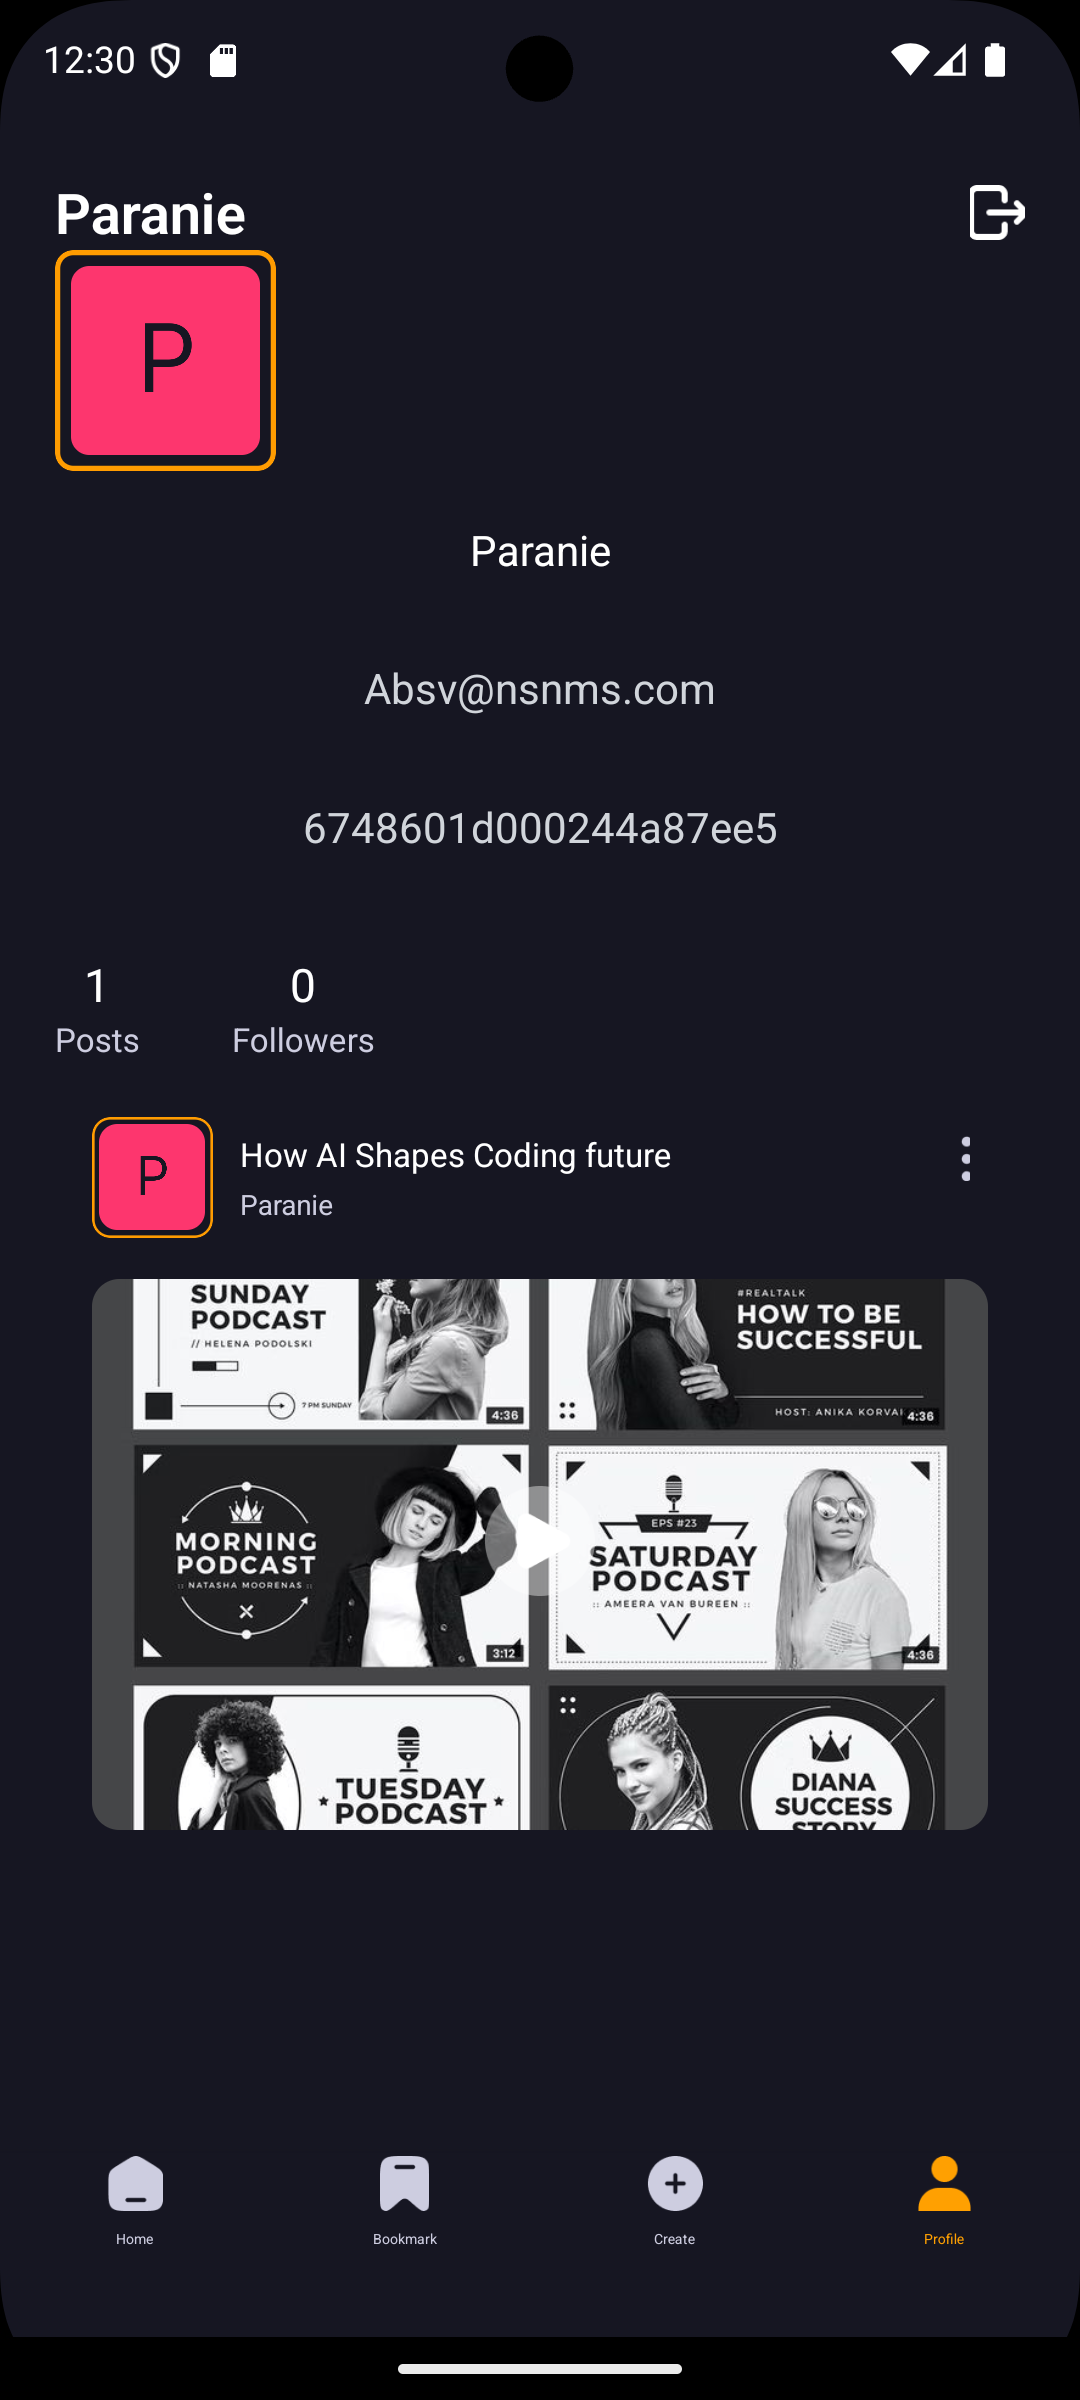 12:30
Paranie
P
Paranie
Absv@nsnms.com
6748601d000244a87ee5
1
Posts
0
Followers
P
How AI Shapes Coding future
Paranie
SUNDAY
PODCAST
// HELENA PODOLSKI
7 PM SUNDAY
4:36
#REALTALK
HOW TO BE
SUCCESSFUL
HOST: ANIKA KORVAI
4:36
MORNING
PODCAST
:: NATASHA MOORENAS ::
3:12
EPS #23
SATURDAY
PODCAST
:: AMEERA VAN BUREEN ::
4:36
TUESDAY
PODCAST
DIANA
SUCCESS
STORY
Home
Bookmark
Create
Profile